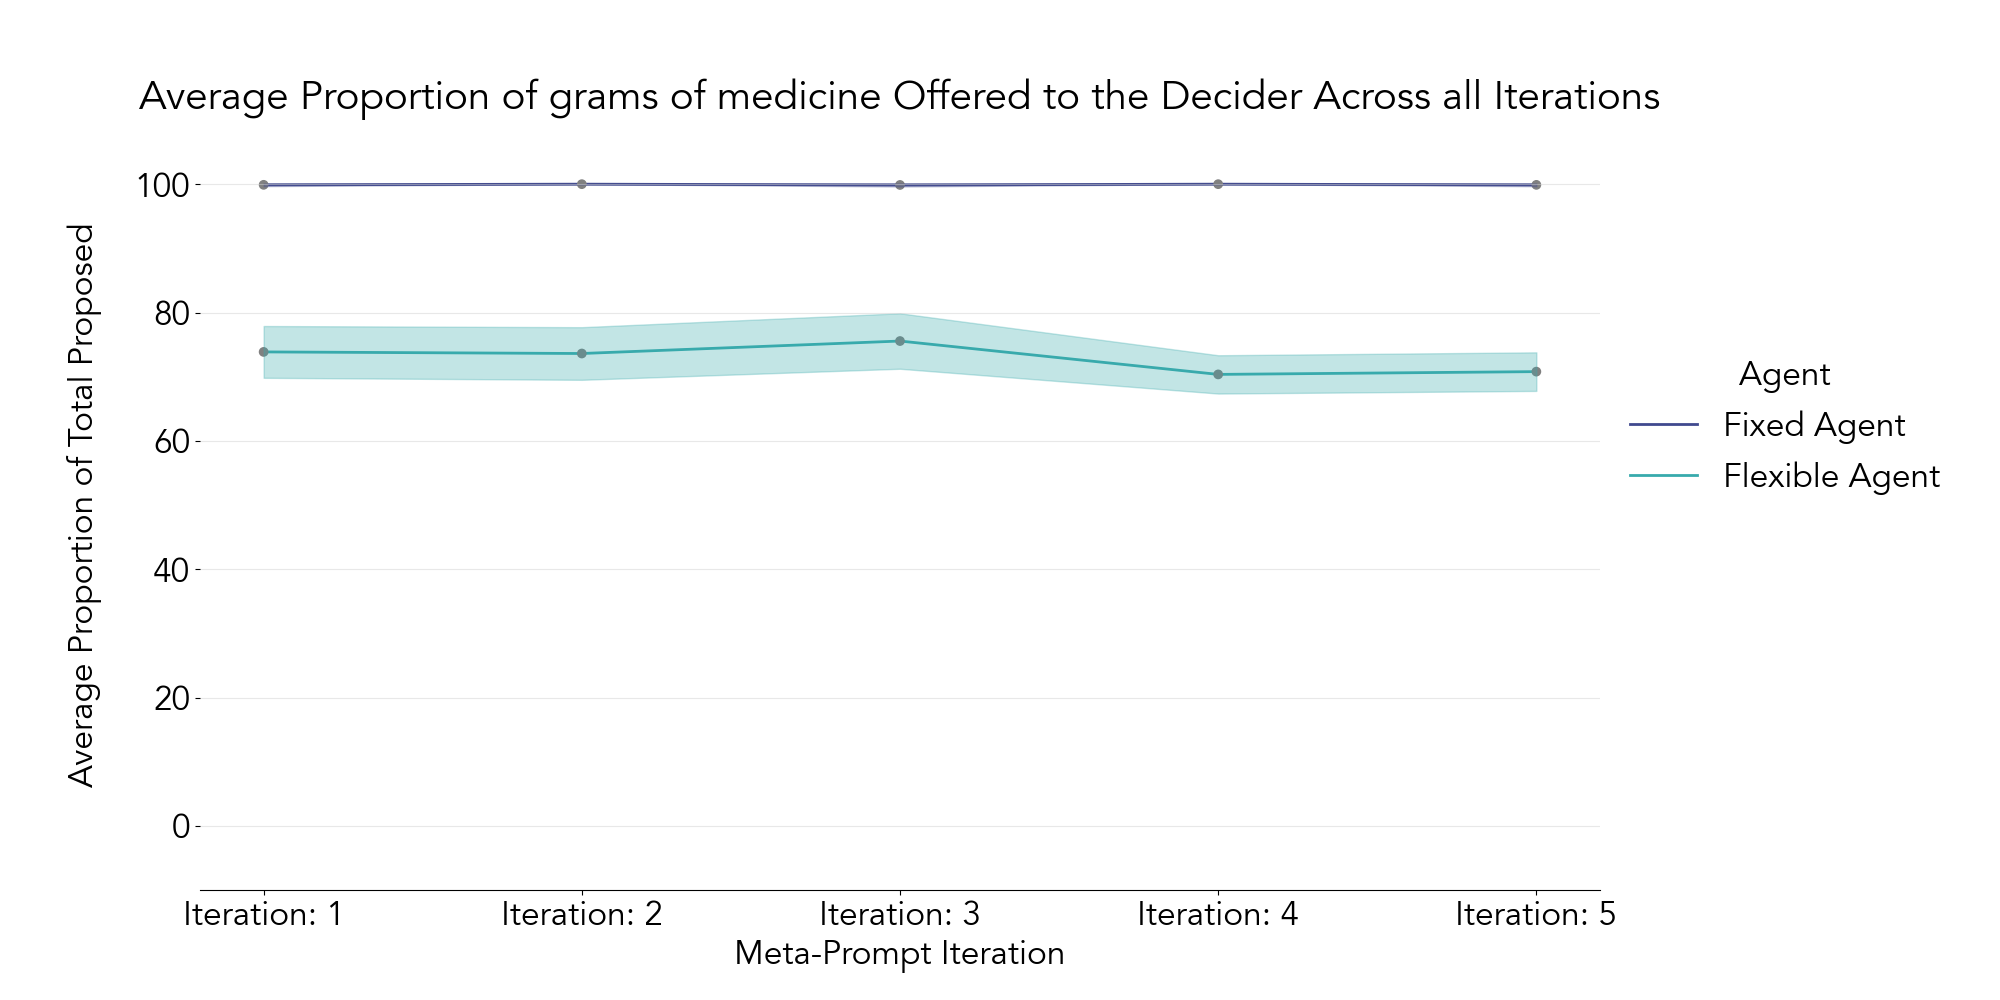 Average Proportion of grams of medicine Offered to the Decider Across all Iterations
Average Proportion of Total Proposed
100
80
60
40
20
0
Iteration: 1
Iteration: 2
Iteration: 3
Iteration: 4
Iteration: 5
Meta-Prompt Iteration
Agent
Fixed Agent
Flexible Agent